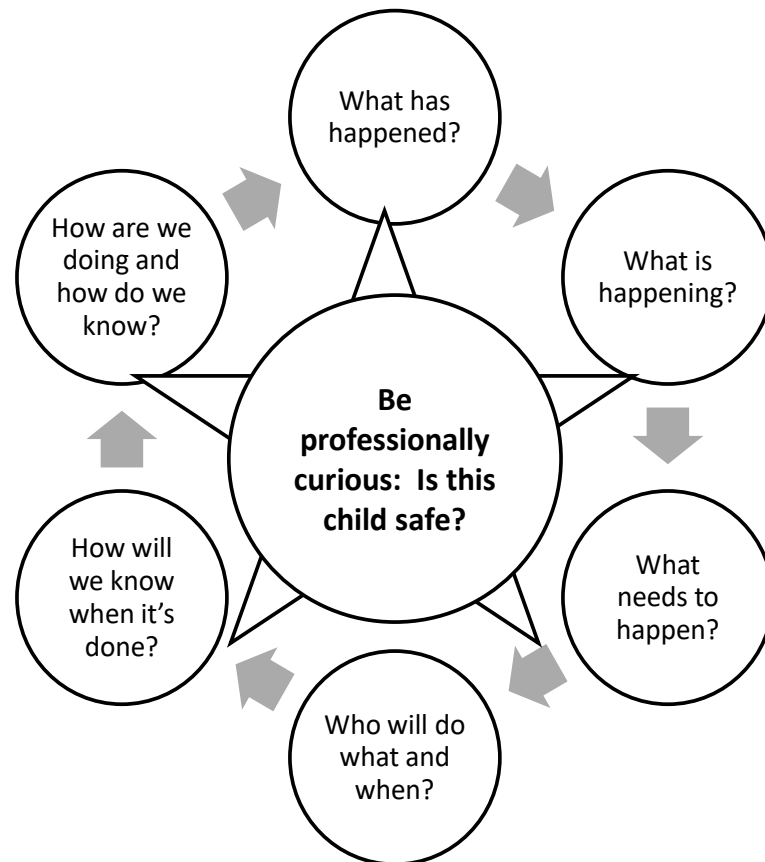 What has
happened?
What is
happening?
What
needs to
happen?
Who will do
what and
when?
How will
we know
when it’s
done?
How are we
doing and
how do we
know?
Be
professionally
curious:  Is this
child safe?